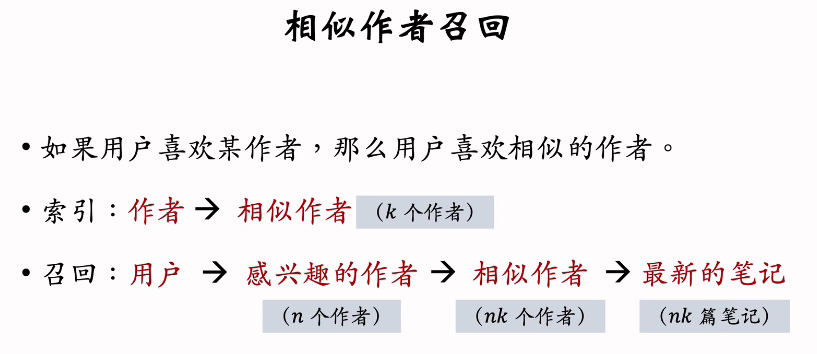 相似作者召回
• 如果用户喜欢某作者，那么用户喜欢相似的作者。
• 索引：作者 → 相似作者 （k 个作者）
• 召回：用户 → 感兴趣的作者 → 相似作者 → 最新的笔记
（n 个作者） （nk 个作者） （nk 篇笔记）